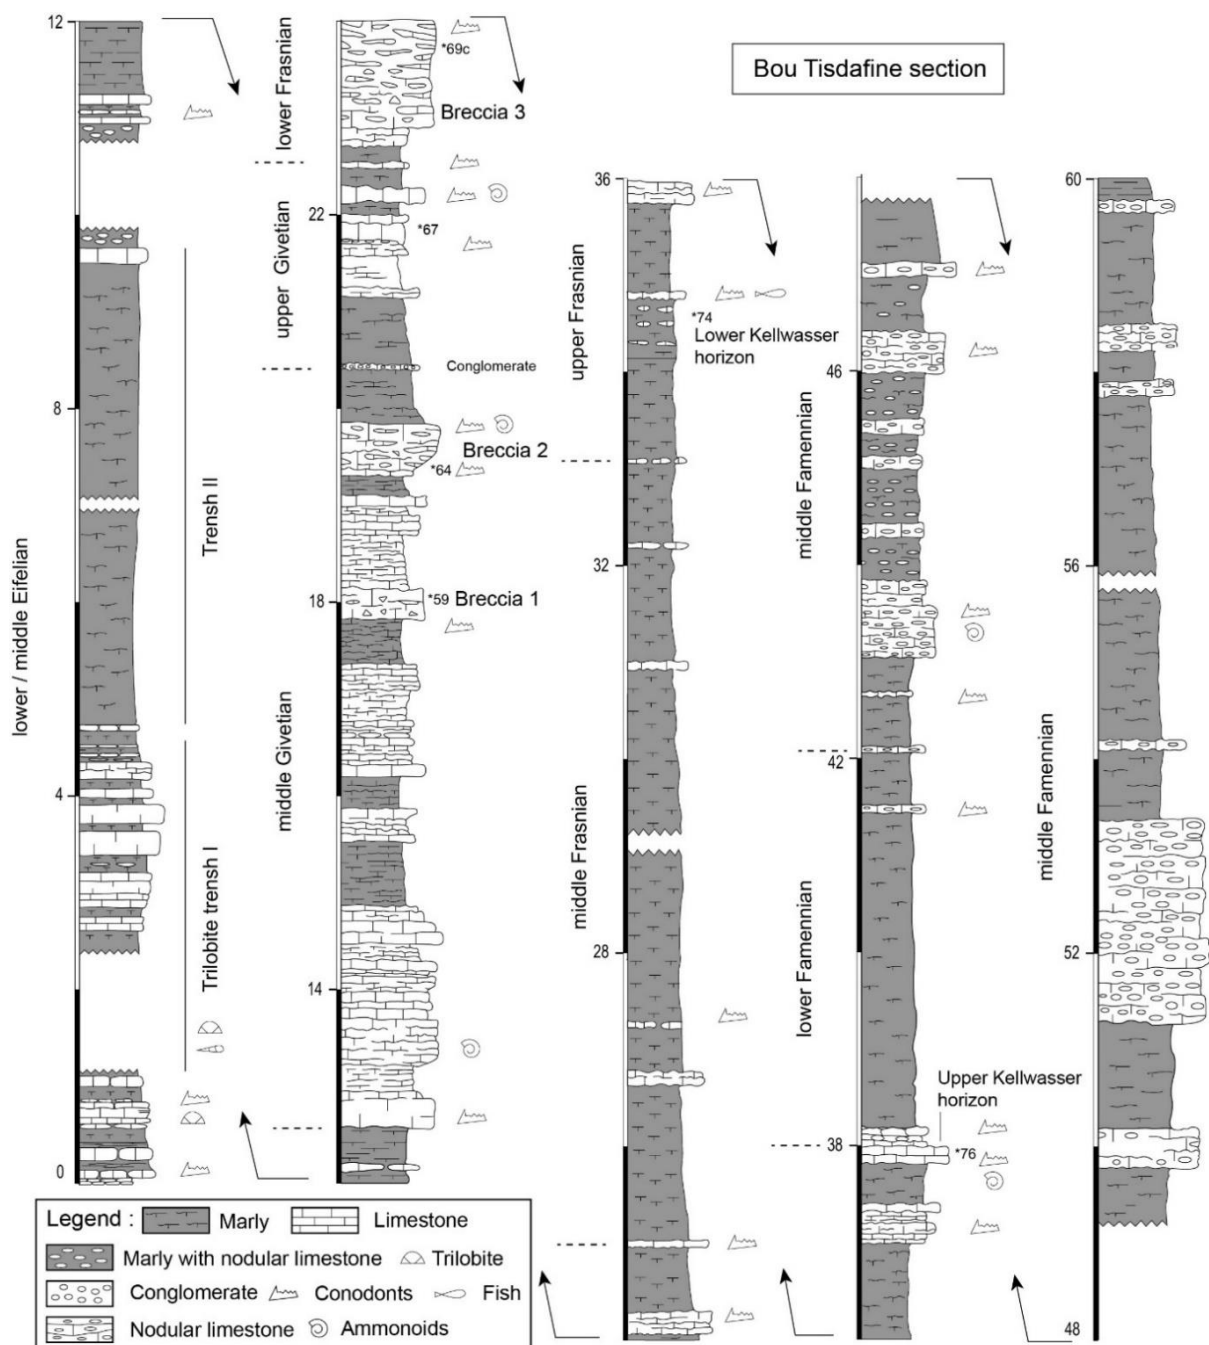 Bou Tisdafine section
12
8
4
0
lower / middle Eifelian
Trensh II
Trilobite trensh I
lower Frasnian
upper Givetian
middle Givetian
*69c
Breccia 3
22
*67
Conglomerate
Breccia 2
*64
18
*59 Breccia 1
14
36
upper Frasnian
*74
Lower Kellwasser
horizon
32
middle Frasnian
28
middle Famennian
46
42
lower Famennian
Upper Kellwasser
horizon
38
*76
60
56
middle Famennian
52
48
Legend :
Marly
Limestone
Marly with nodular limestone
Trilobite
Conglomerate
Conodonts
Fish
Nodular limestone
Ammonoids